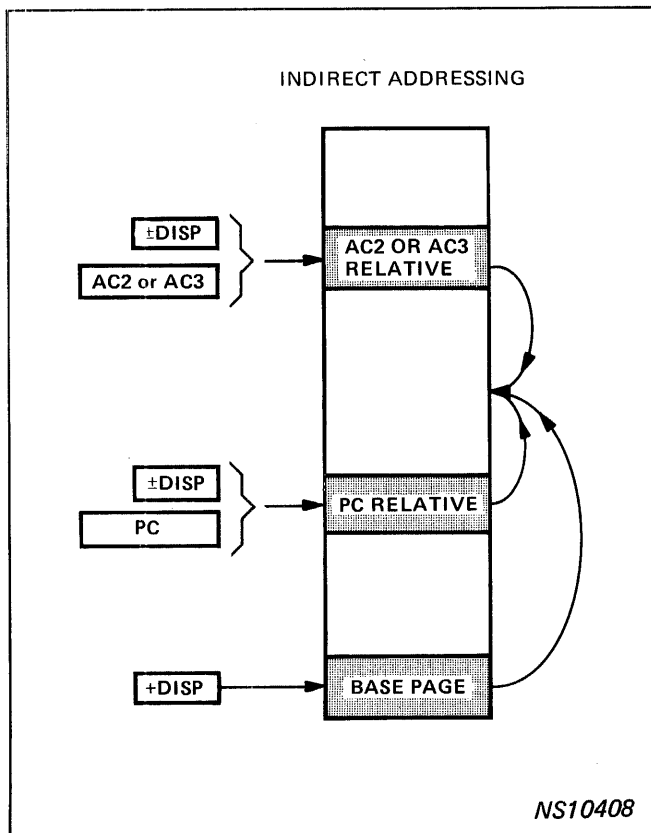 INDIRECT ADDRESSING
±DISP
AC2 or AC3
AC2 OR AC3
RELATIVE
±DISP
PC
PC RELATIVE
+DISP
BASE PAGE
NS10408